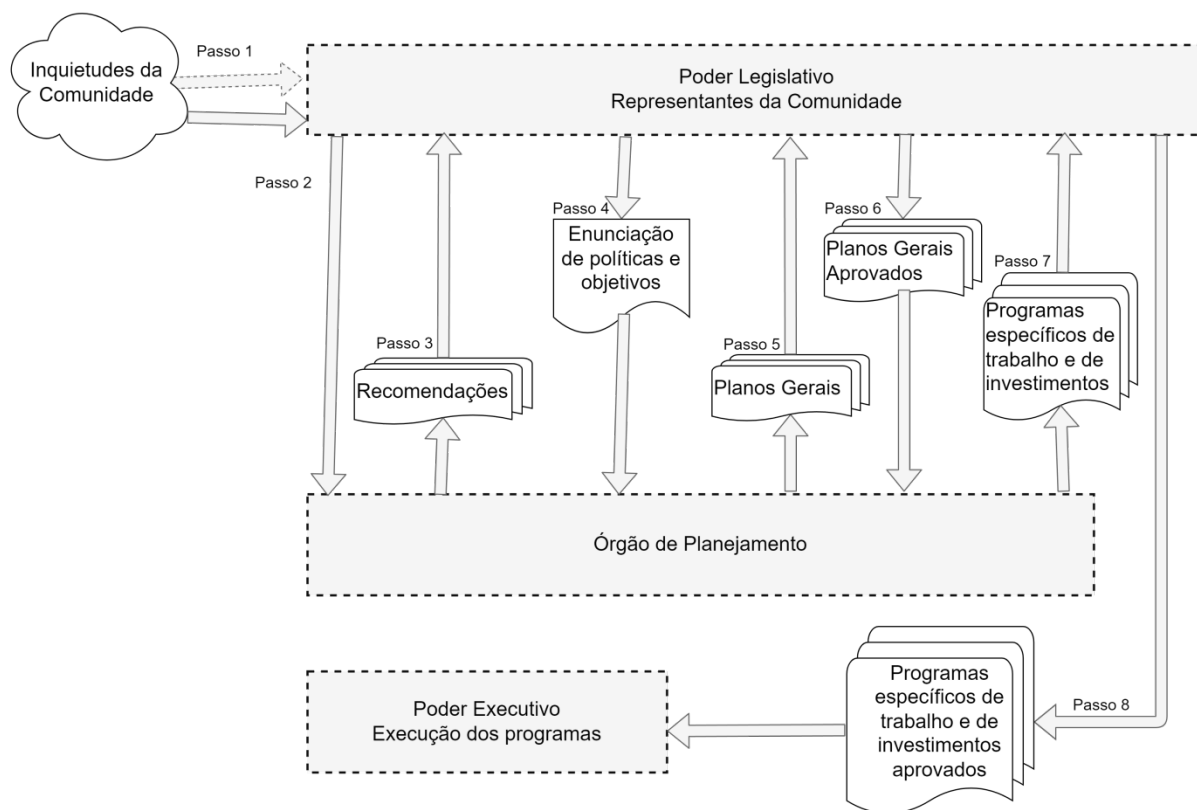 Passo 1
Inquietudes da
Comunidade
Poder Legislativo
Representantes da Comunidade
Passo 2
Passo 3
Recomendações
Passo 4
Enunciação
de políticas e
objetivos
Passo 5
Planos Gerais
Passo 6
Planos Gerais
Aprovados
Passo 7
Programas
específicos de
trabalho e de
investimentos
Órgão de Planejamento
Poder Executivo
Execução dos programas
Programas
específicos de
trabalho e de
investimentos
aprovados
Passo 8